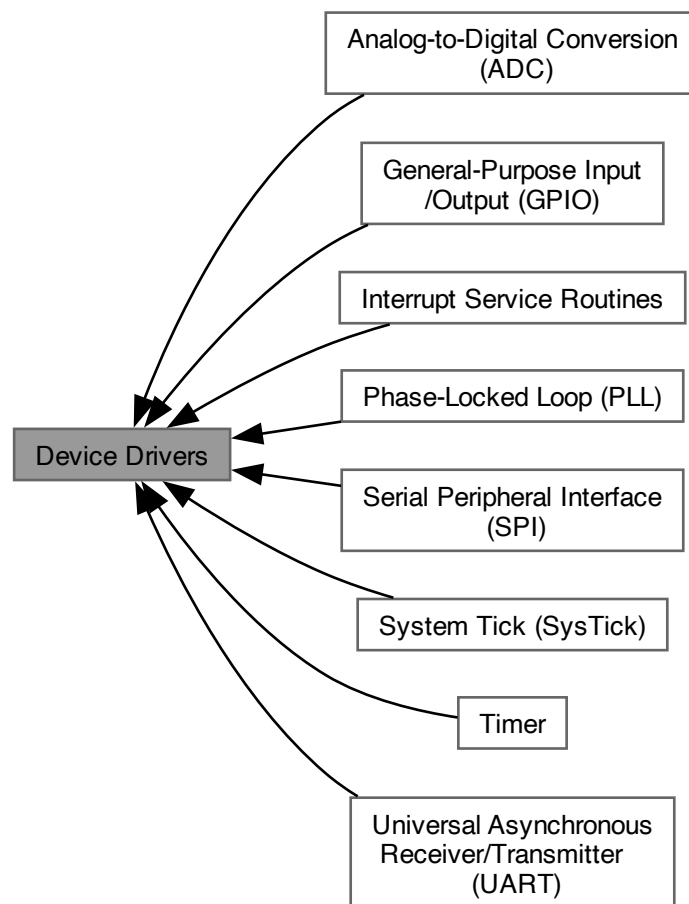 Analog-to-Digital Conversion
(ADC)
General-Purpose Input
/Output (GPIO)
Interrupt Service Routines
Phase-Locked Loop (PLL)
Device Drivers
Serial Peripheral Interface
(SPI)
System Tick (SysTick)
Timer
Universal Asynchronous
Receiver/Transmitter
(UART)